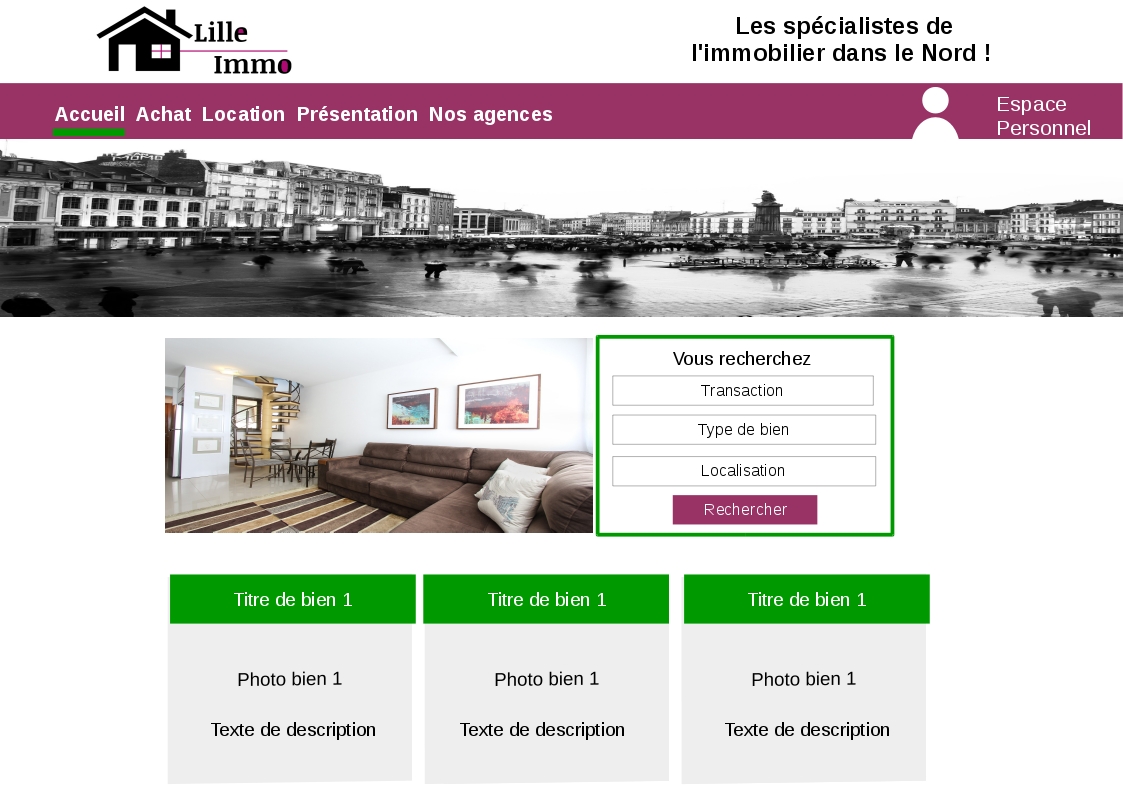 Lille
Immo
Les spécialistes de
l'immobilier dans le Nord !
Accueil Achat Location Présentation Nos agences
Espace
Personnel
Vous recherchez
Transaction
Type de bien
Localisation
Rechercher
Titre de bien 1 Titre de bien 1 Titre de bien 1
Photo bien 1 Photo bien 1 Photo bien 1
Texte de description Texte de description Texte de description